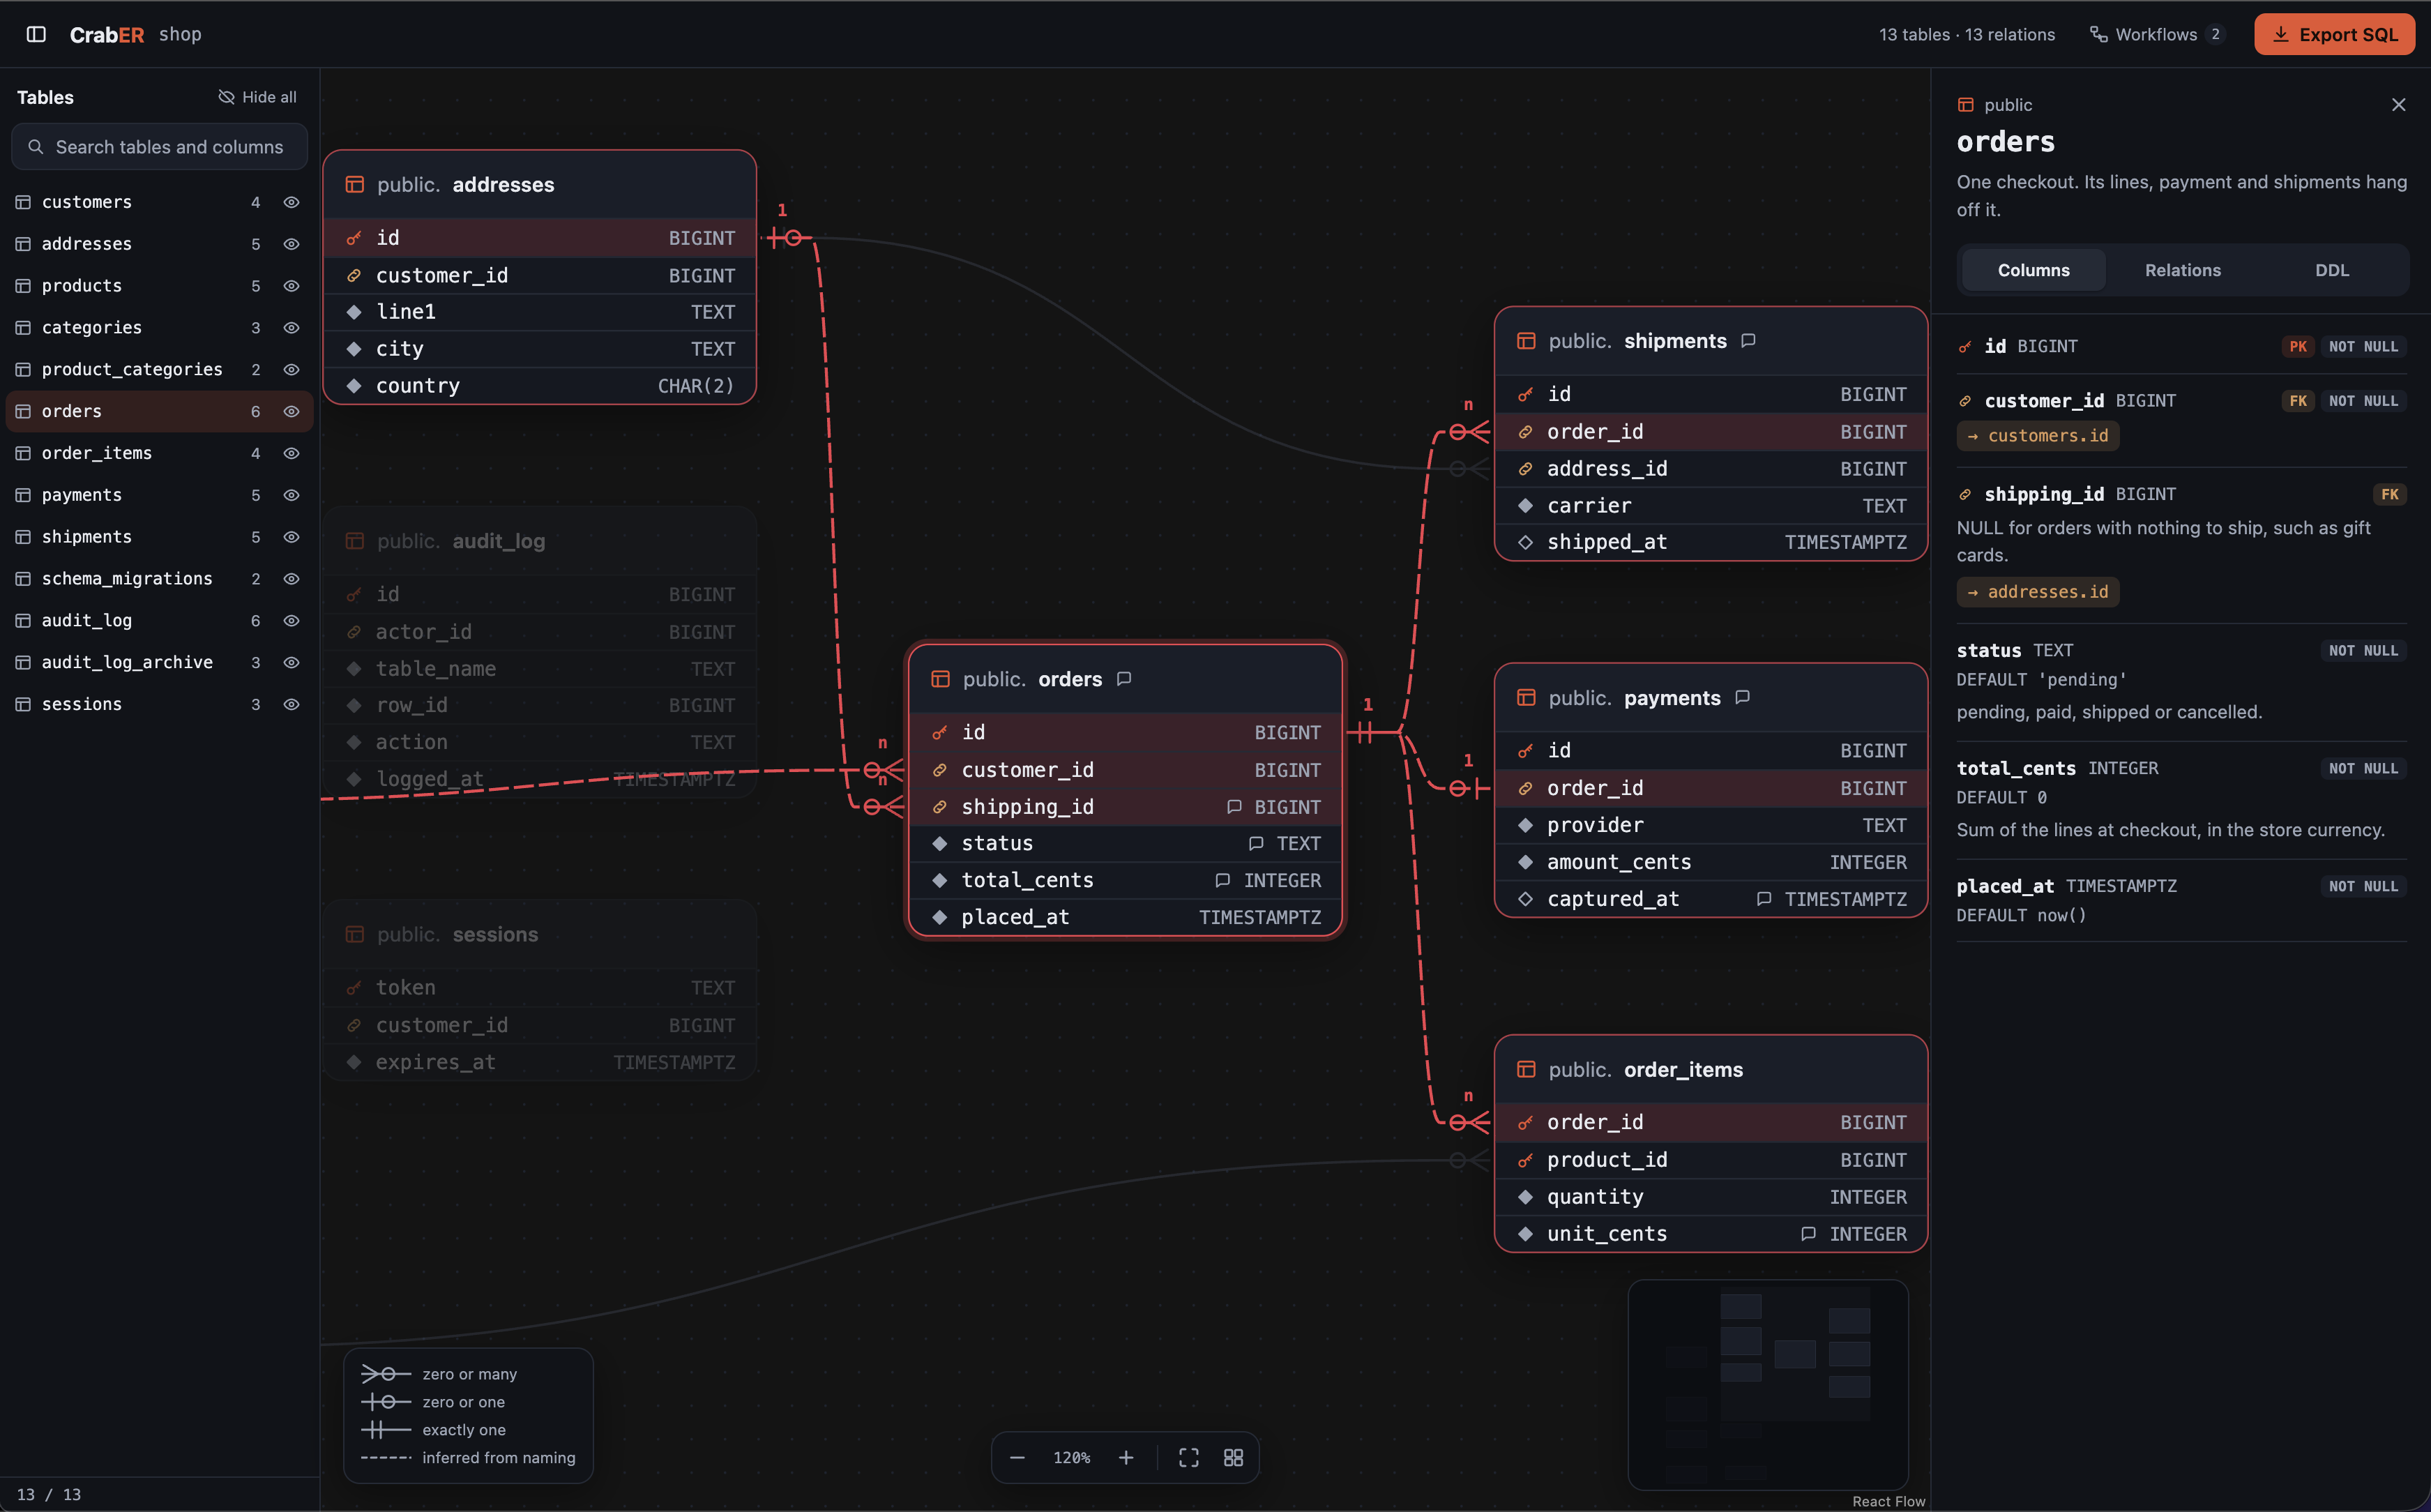 CrabER shop
13 tables · 13 relations
Workflows 2
Export SQL
Tables
Hide all
Search tables and columns
customers 4
addresses 5
products 5
categories 3
product_categories 2
orders 6
order_items 4
payments 5
shipments 5
schema_migrations 2
audit_log 6
audit_log_archive 3
sessions 3
13 / 13
public. addresses
id BIGINT
customer_id BIGINT
line1 TEXT
city TEXT
country CHAR(2)
1
public. audit_log
id BIGINT
actor_id BIGINT
table_name TEXT
row_id BIGINT
action TEXT
logged_at TIMESTAMPTZ
public. sessions
token TEXT
customer_id BIGINT
expires_at TIMESTAMPTZ
n
n
public. orders
id BIGINT
customer_id BIGINT
shipping_id BIGINT
status TEXT
total_cents INTEGER
placed_at TIMESTAMPTZ
1
n
public. shipments
id BIGINT
order_id BIGINT
address_id BIGINT
carrier TEXT
shipped_at TIMESTAMPTZ
1
public. payments
id BIGINT
order_id BIGINT
provider TEXT
amount_cents INTEGER
captured_at TIMESTAMPTZ
n
public. order_items
order_id BIGINT
product_id BIGINT
quantity INTEGER
unit_cents INTEGER
zero or many
zero or one
exactly one
inferred from naming
120%
React Flow
public
orders
One checkout. Its lines, payment and shipments hang
off it.
Columns Relations DDL
id BIGINT PK NOT NULL
customer_id BIGINT FK NOT NULL
→ customers.id
shipping_id BIGINT FK
NULL for orders with nothing to ship, such as gift
cards.
→ addresses.id
status TEXT NOT NULL
DEFAULT 'pending'
pending, paid, shipped or cancelled.
total_cents INTEGER NOT NULL
DEFAULT 0
Sum of the lines at checkout, in the store currency.
placed_at TIMESTAMPTZ NOT NULL
DEFAULT now()